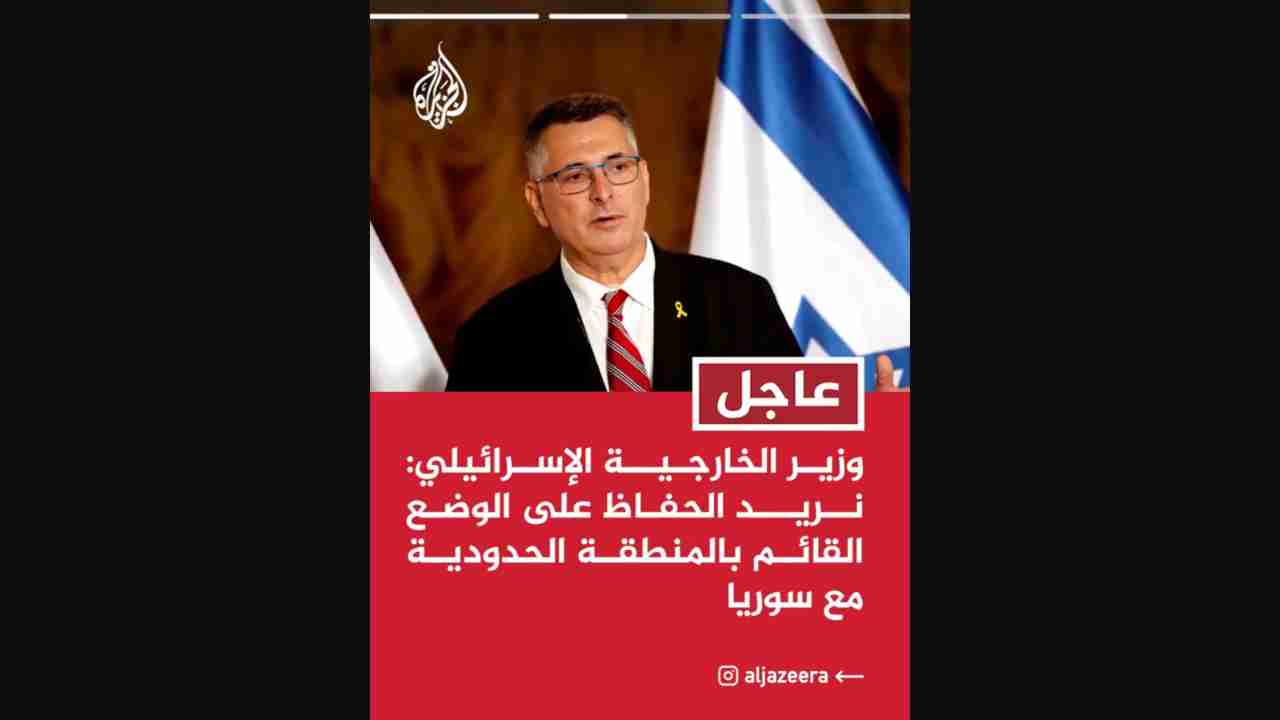 الجزيرة
عاجل
وزير الخارجية الإسرائيلي:
نريد الحفاظ على الوضع
القائم بالمنطقة الحدودية
مع سوريا
aljazeera